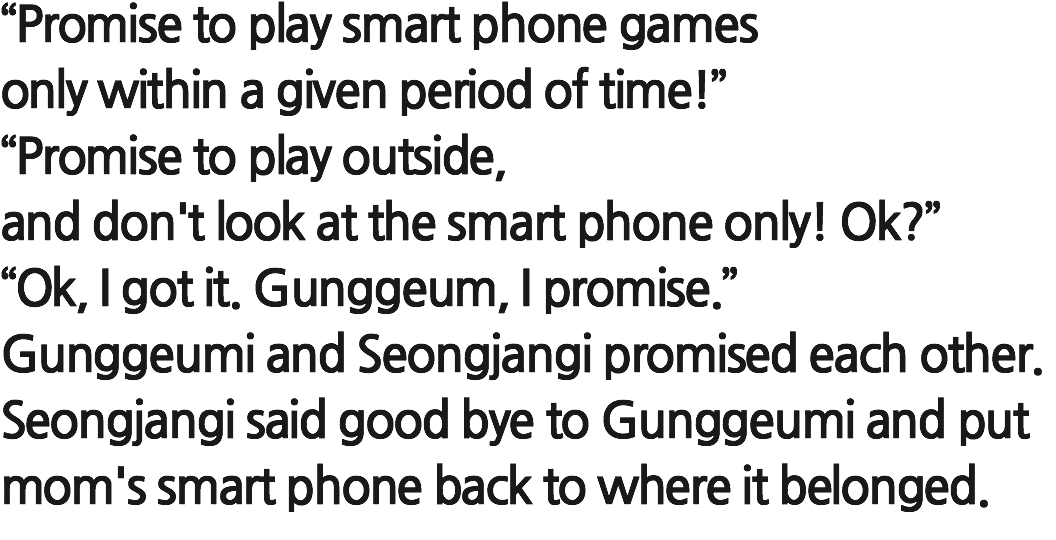 “Promise to play smart phone games
only within a given period of time!”
“Promise to play outside,
and don't look at the smart phone only! Ok?”
“Ok, I got it. Gunggeum, I promise.”
Gunggeumi and Seongjangi promised each other.
Seongjangi said good bye to Gunggeumi and put
mom's smart phone back to where it belonged.